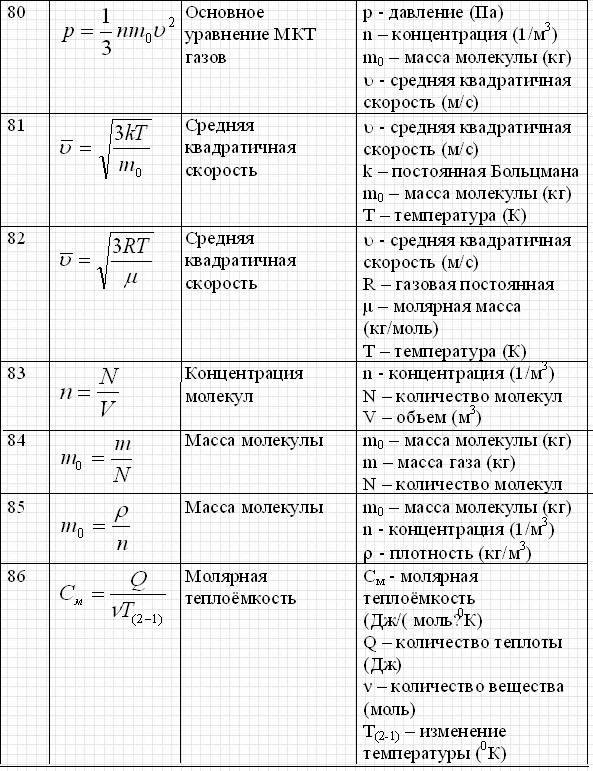 80
p = 1/3 nm₀υ²
Основное
уравнение МКТ
газов
p - давление (Па)
n – концентрация (1/м³)
m₀ – масса молекулы (кг)
υ - средняя квадратичная
скорость (м/с)
81
υ̅ = √(3kT/m₀)
Средняя
квадратичная
скорость
υ - средняя квадратичная
скорость (м/с)
k – постоянная Больцмана
m₀ – масса молекулы (кг)
T – температура (К)
82
υ̅ = √(3RT/μ)
Средняя
квадратичная
скорость
υ - средняя квадратичная
скорость (м/с)
R – газовая постоянная
μ – молярная масса
(кг/моль)
T – температура (К)
83
n = N/V
Концентрация
молекул
n - концентрация (1/м³)
N – количество молекул
V – обьем (м³)
84
m₀ = m/N
Масса молекулы
m₀ – масса молекулы (кг)
m – масса газа (кг)
N – количество молекул
85
m₀ = ρ/n
Масса молекулы
m₀ – масса молекулы (кг)
n - концентрация (1/м³)
ρ - плотность (кг/м³)
86
Cₘ = Q/νT₍₂₋₁₎
Молярная
теплоёмкость
Cм - молярная
теплоёмкость
(Дж/( моль?⁰К)
Q – количество теплоты
(Дж)
ν – количество вещества
(моль)
T₍₂₋₁₎ – изменение
температуры (⁰К)